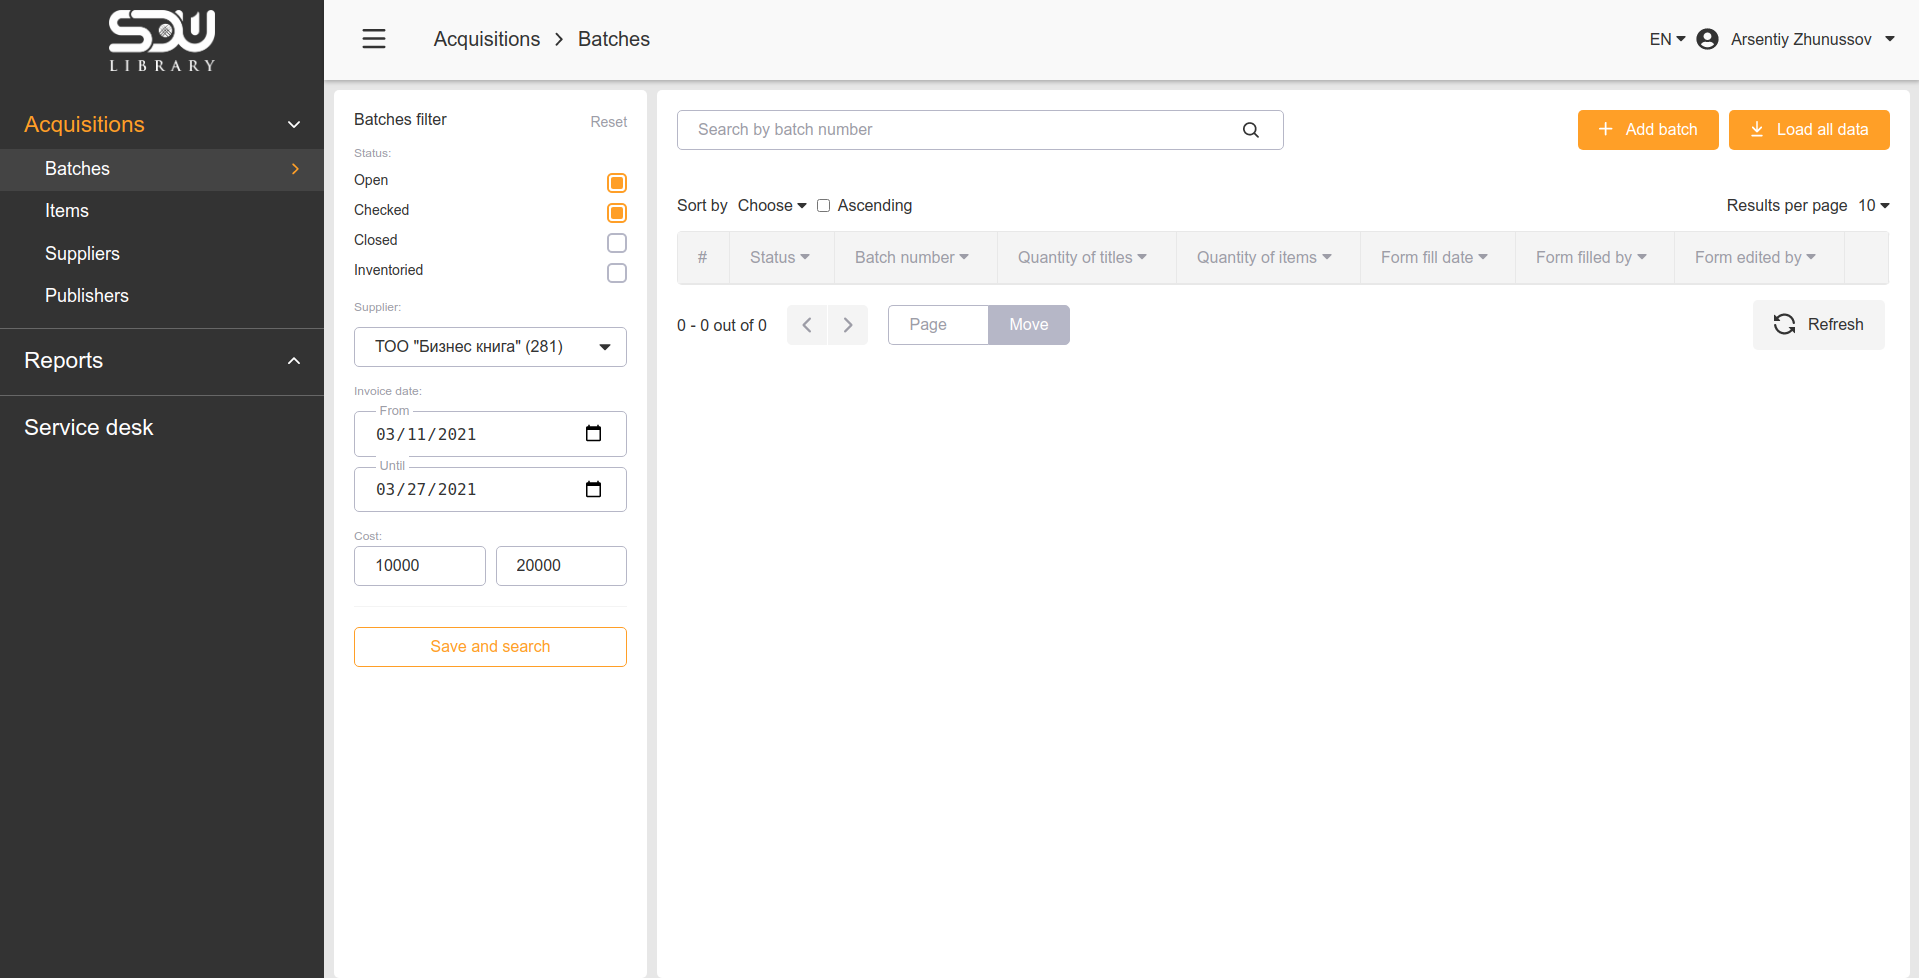 SDU
LIBRARY
Acquisitions
Batches
Items
Suppliers
Publishers
Reports
Service desk
Acquisitions > Batches
EN
Arsentiy Zhunussov
Batches filter
Reset
Status:
Open
Checked
Closed
Inventoried
Supplier:
ТОО "Бизнес книга" (281)
Invoice date:
From
03/11/2021
Until
03/27/2021
Cost:
10000 20000
Save and search
Search by batch number
+ Add batch
Load all data
Sort by Choose Ascending
Results per page 10
# Status Batch number Quantity of titles Quantity of items Form fill date Form filled by Form edited by
0 - 0 out of 0
Page Move
Refresh